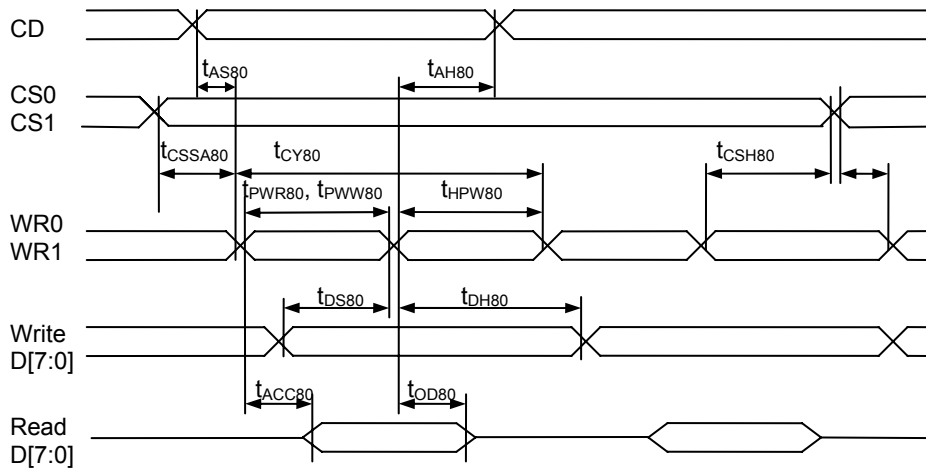 CD
tAS80 tAH80
CS0
CS1
tCSSA80 tCY80 tCSH80
tPWR80, tPWW80 tHPW80
WR0
WR1
tDS80 tDH80
Write
D[7:0]
tACC80 tOD80
Read
D[7:0]